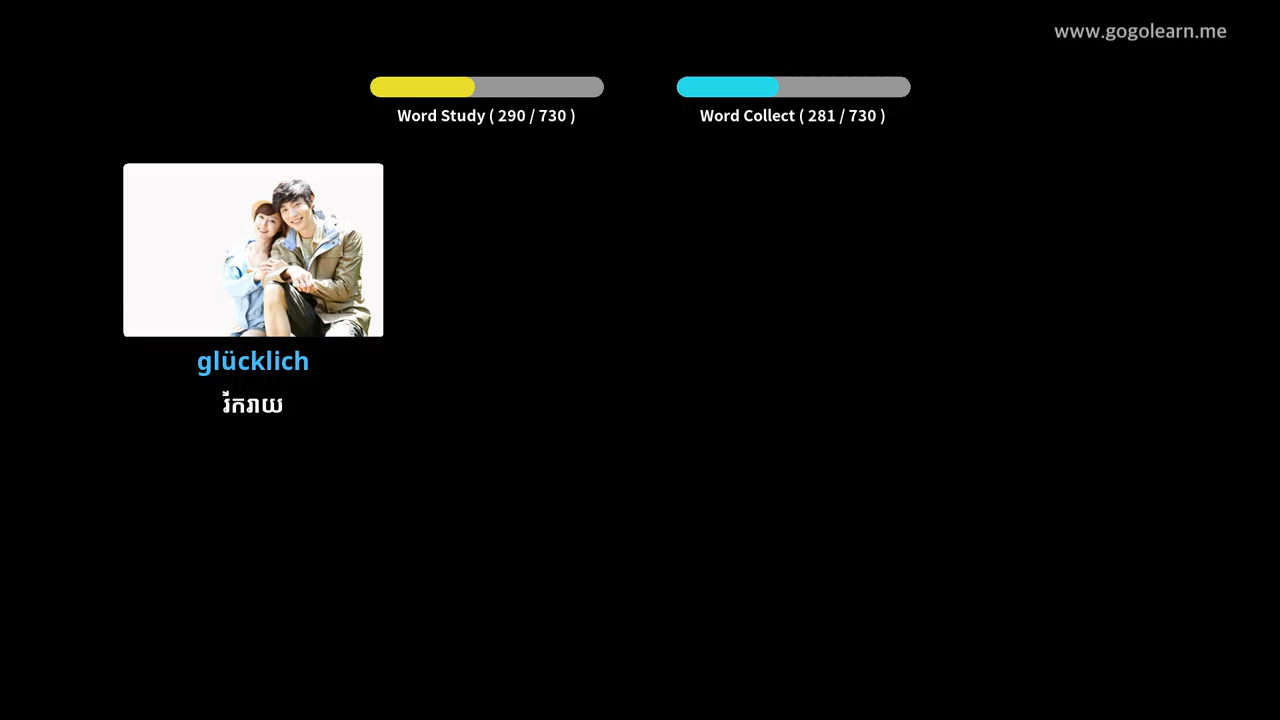 www.gogolearn.me
Word Study ( 290 / 730 )
Word Collect ( 281 / 730 )
glücklich
រីករាយ